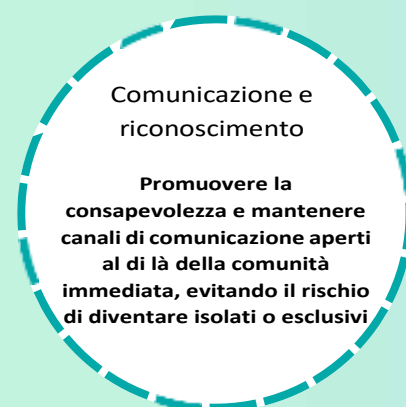 Comunicazione e
riconoscimento
Promuovere la
consapevolezza e mantenere
canali di comunicazione aperti
al di là della comunità
immediata, evitando il rischio
di diventare isolati o esclusivi